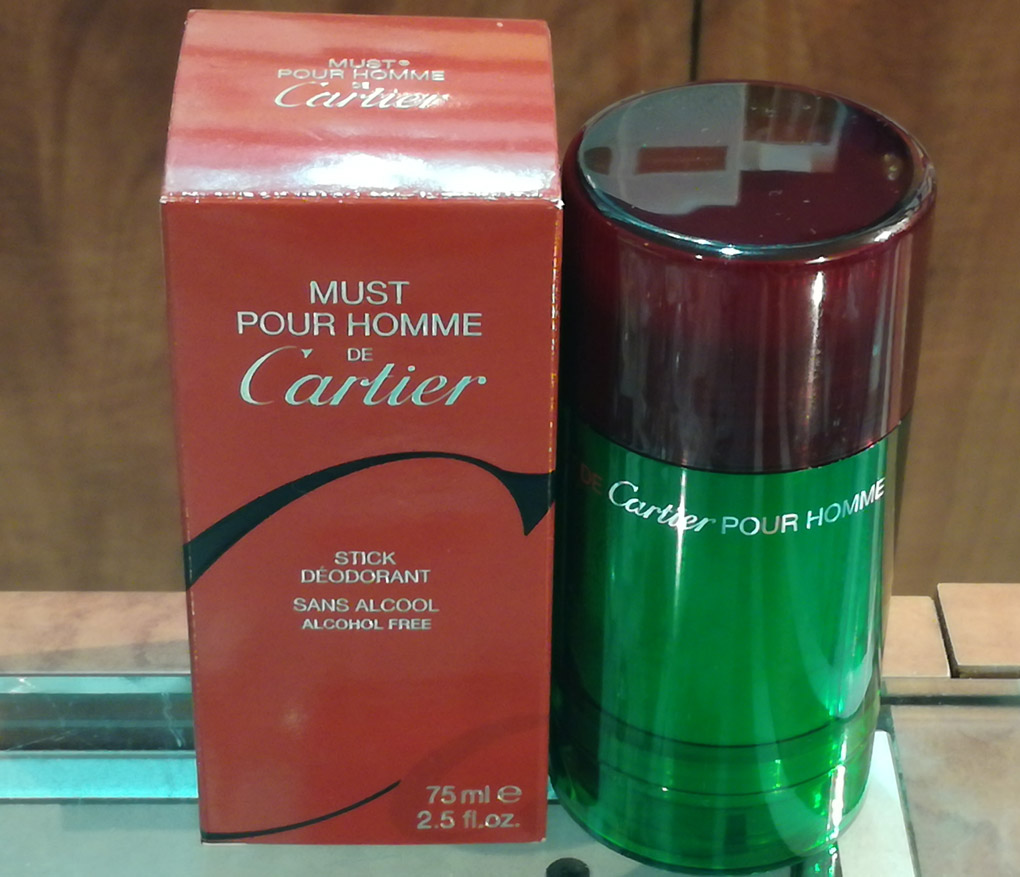 MUST®
POUR HOMME
DE
Cartier
MUST
POUR HOMME
DE
Cartier
STICK
DÉODORANT
SANS ALCOOL
ALCOHOL FREE
75 ml ℮
2.5 fl.oz.
DE Cartier POUR HOMME